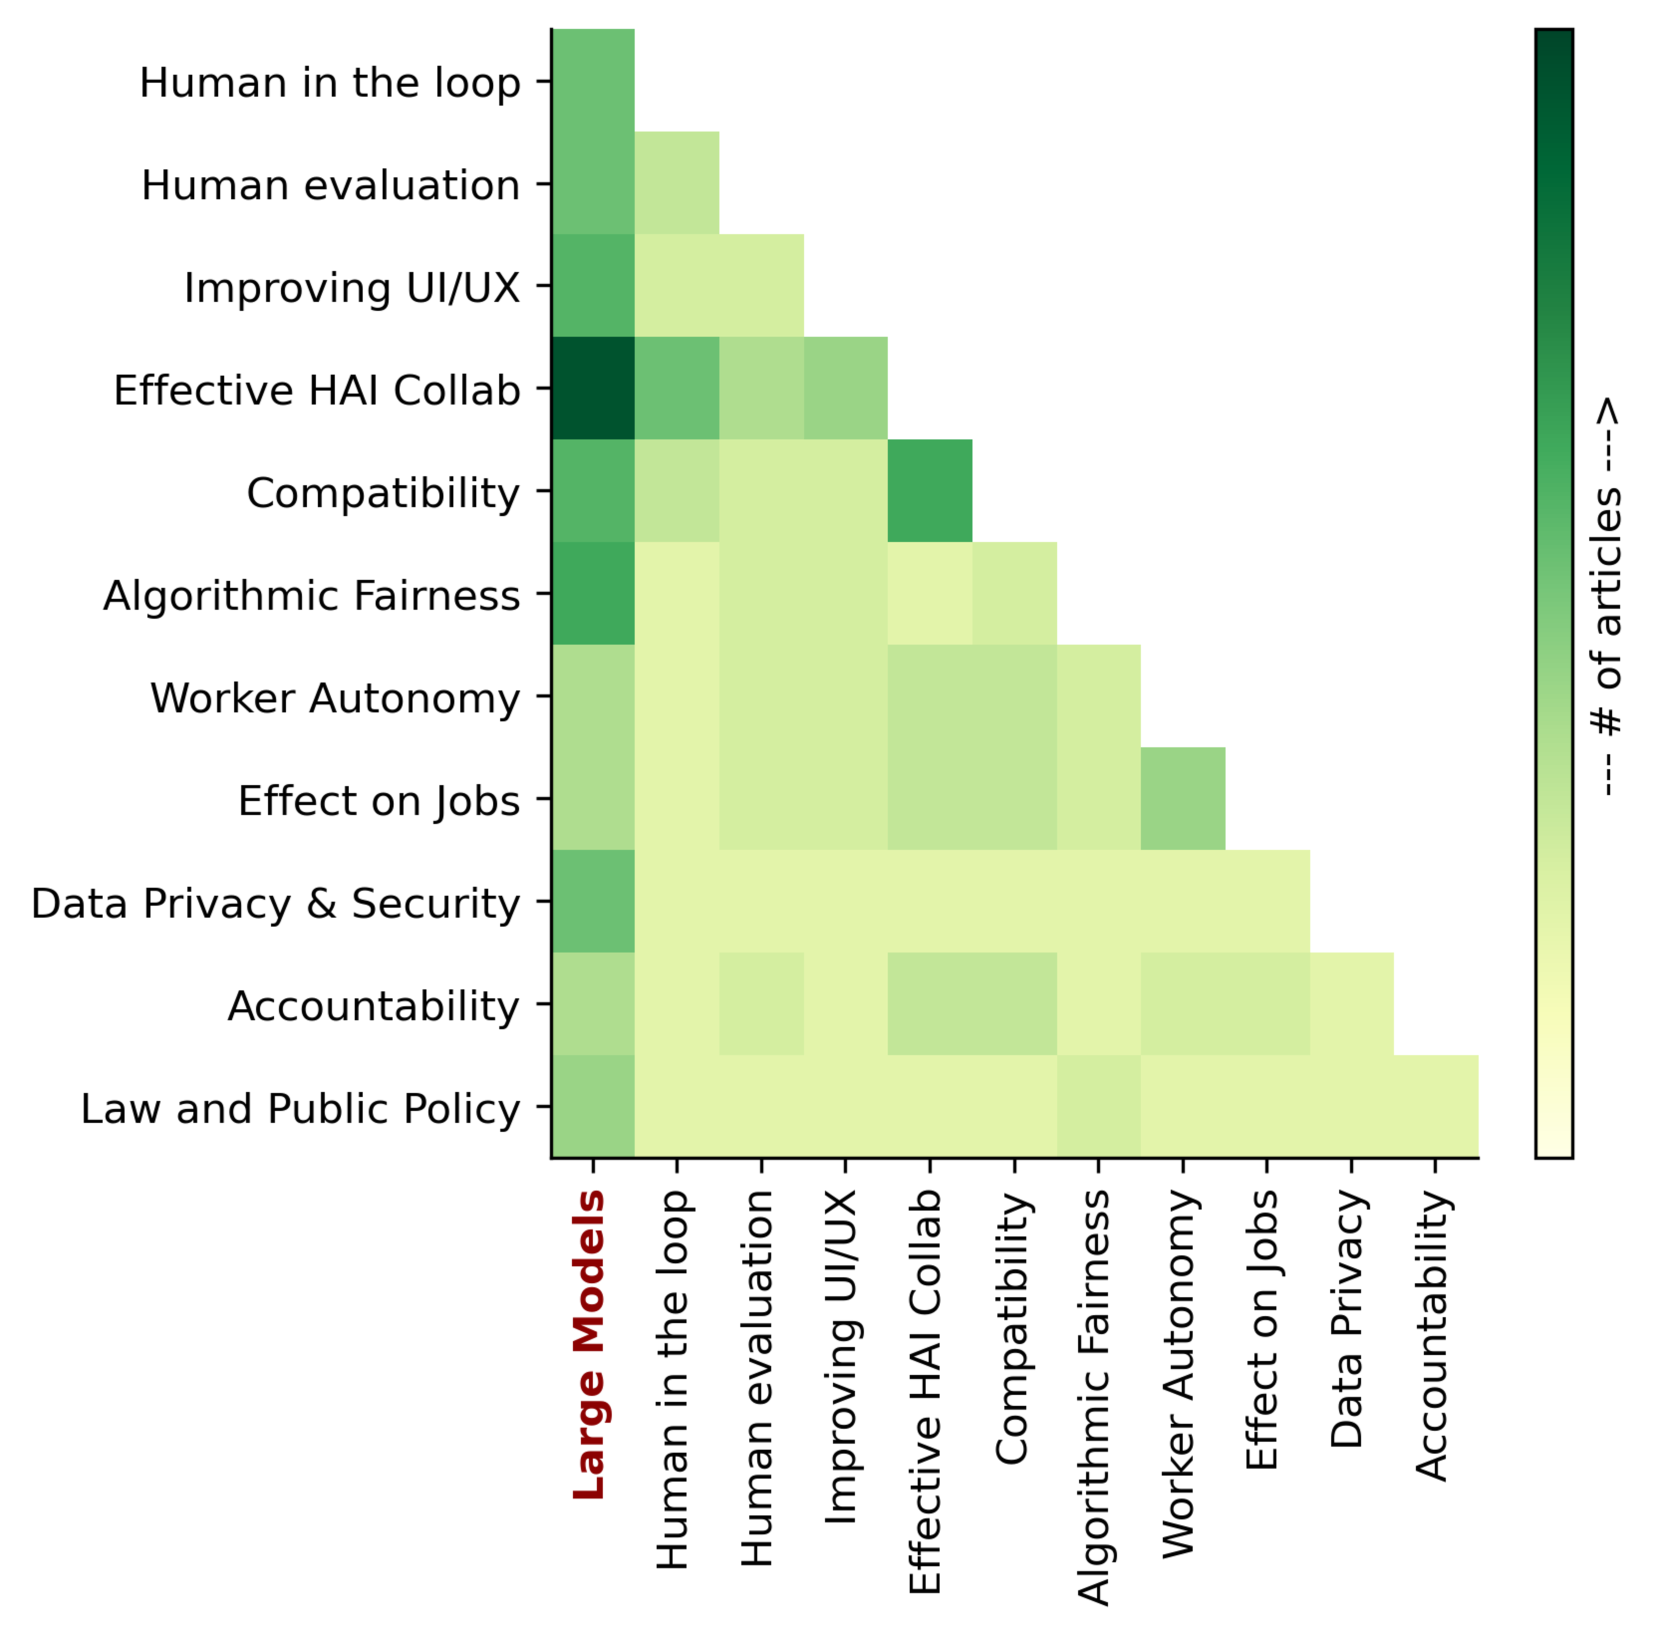 Human in the loop
Human evaluation
Improving UI/UX
Effective HAI Collab
Compatibility
Algorithmic Fairness
Worker Autonomy
Effect on Jobs
Data Privacy & Security
Accountability
Law and Public Policy
Large Models
Human in the loop
Human evaluation
Improving UI/UX
Effective HAI Collab
Compatibility
Algorithmic Fairness
Worker Autonomy
Effect on Jobs
Data Privacy
Accountability
--- # of articles --->